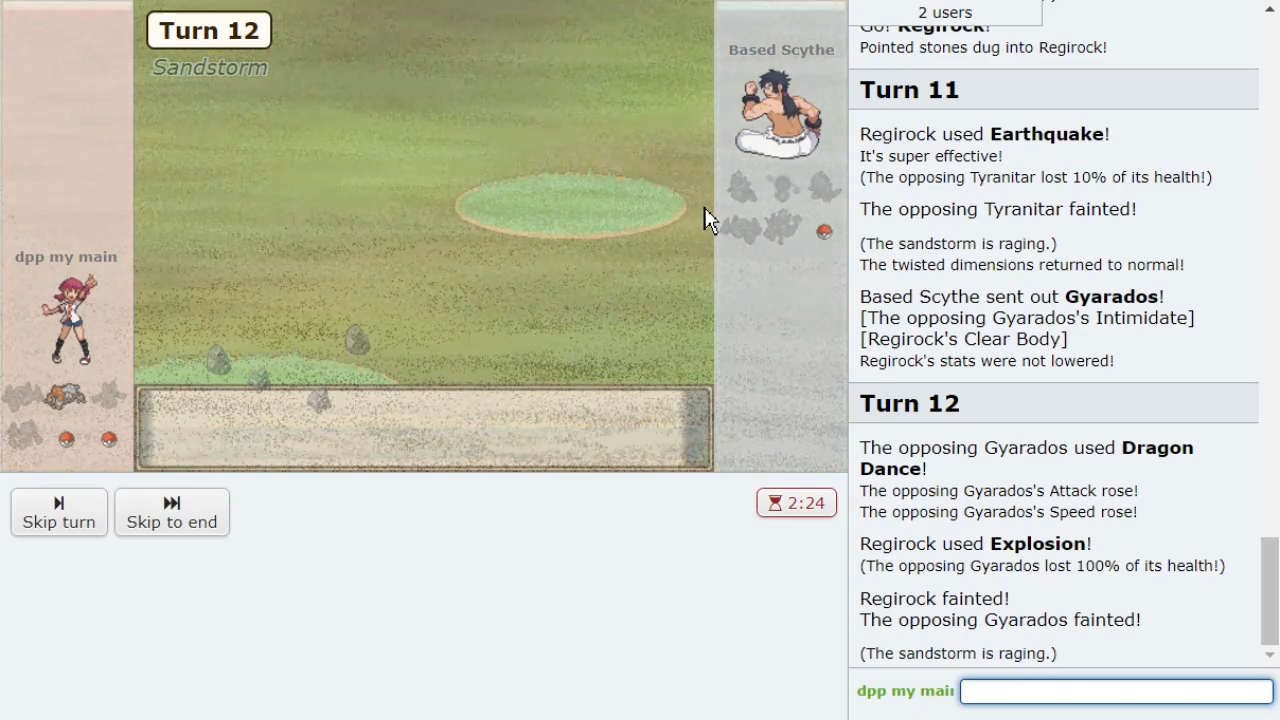 Turn 12
Sandstorm
Based Scythe
dpp my main
Skip turn
Skip to end
2:24
2 users
Go! Regirock!
Pointed stones dug into Regirock!
Turn 11
Regirock used Earthquake!
It's super effective!
(The opposing Tyranitar lost 10% of its health!)
The opposing Tyranitar fainted!
(The sandstorm is raging.)
The twisted dimensions returned to normal!
Based Scythe sent out Gyarados!
[The opposing Gyarados's Intimidate]
[Regirock's Clear Body]
Regirock's stats were not lowered!
Turn 12
The opposing Gyarados used Dragon
Dance!
The opposing Gyarados's Attack rose!
The opposing Gyarados's Speed rose!
Regirock used Explosion!
(The opposing Gyarados lost 100% of its health!)
Regirock fainted!
The opposing Gyarados fainted!
(The sandstorm is raging.)
dpp my main